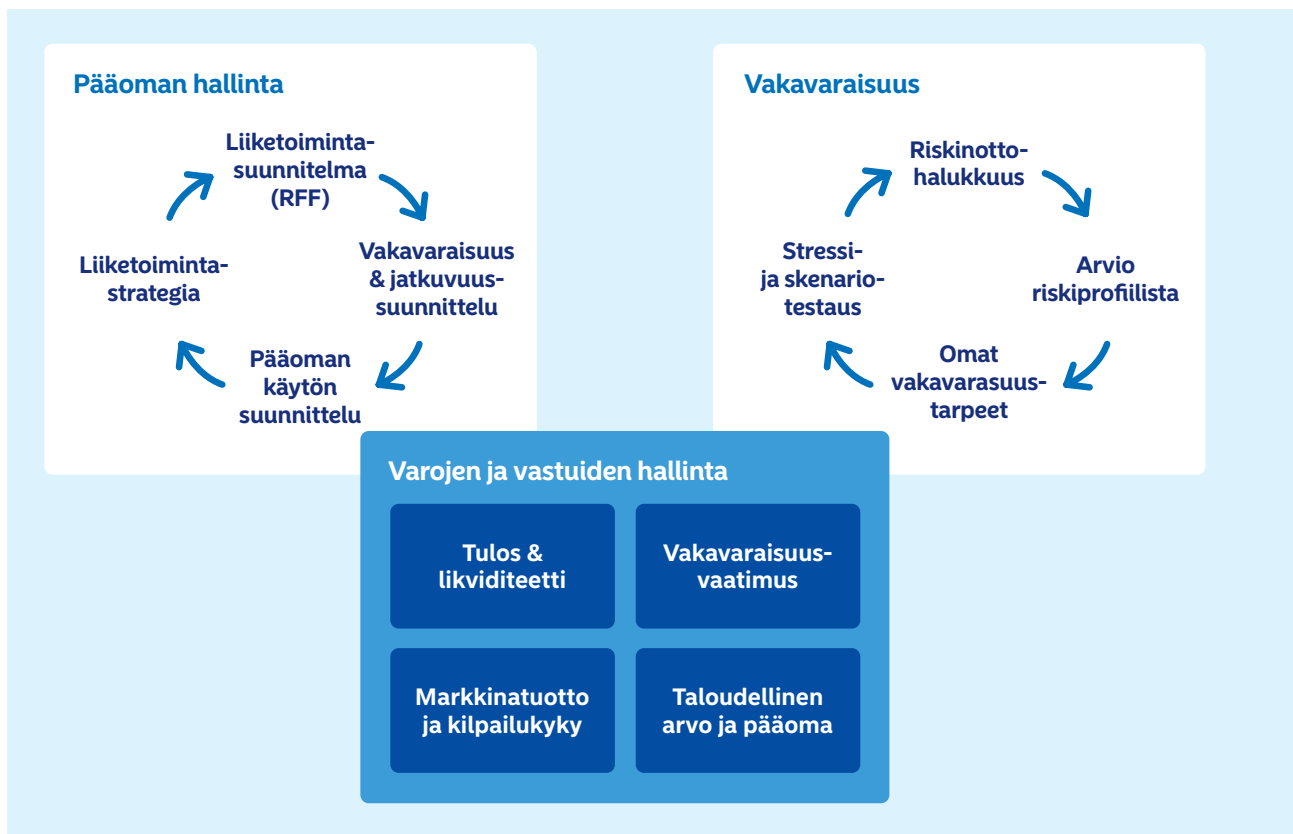 Pääoman hallinta
Liiketoiminta-
suunnitelma
(RFF)
Vakavaraisuus
& jatkuvuus-
suunnittelu
Pääoman
käytön
suunnittelu
Liiketoiminta-
strategia
Vakavaraisuus
Riskinotto-
halukkuus
Arvio
riskiprofiilista
Omat
vakavarasuus-
tarpeet
Stressi-
ja skenario-
testaus
Varojen ja vastuiden hallinta
Tulos &
likviditeetti
Vakavaraisuus-
vaatimus
Markkinatuotto
ja kilpailukyky
Taloudellinen
arvo ja pääoma